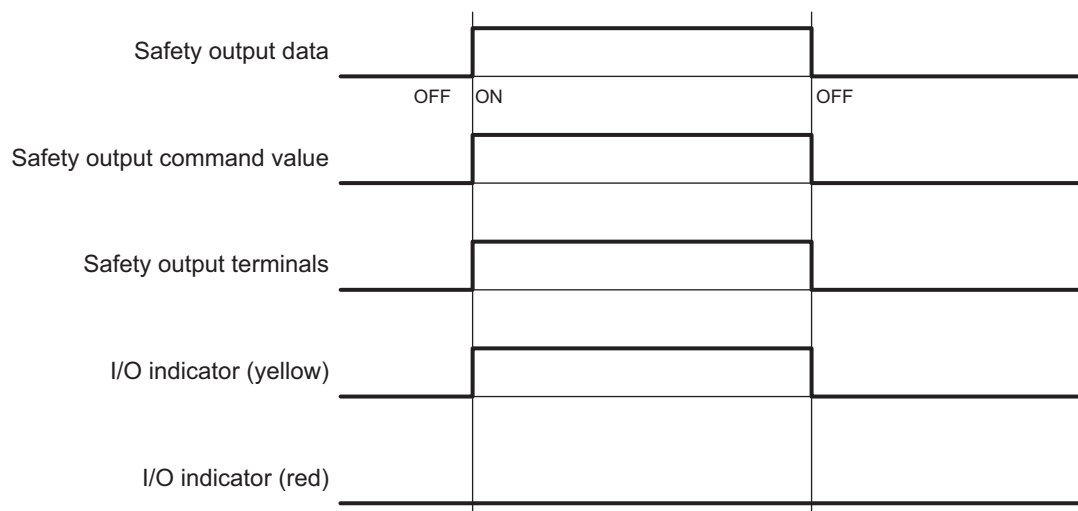 Safety output data
OFF ON OFF
Safety output command value
Safety output terminals
I/O indicator (yellow)
I/O indicator (red)